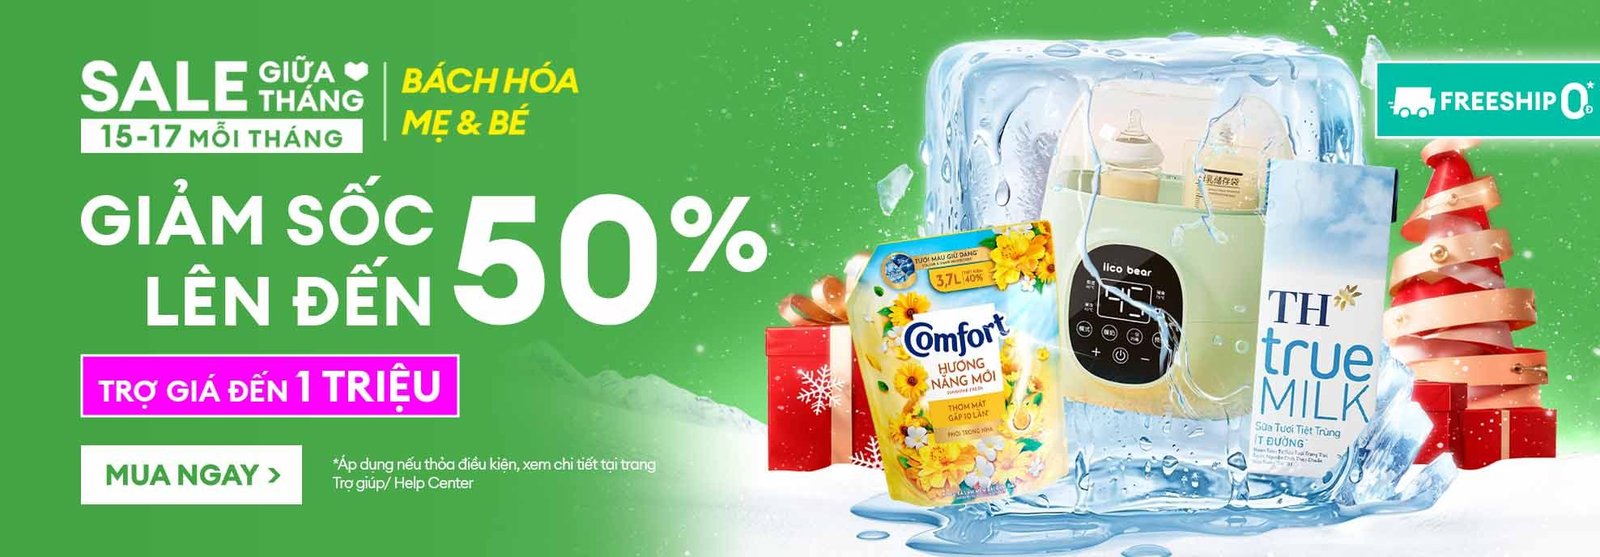 SALE GIỮA THÁNG
15-17 MỖI THÁNG
BÁCH HÓA
MẸ & BÉ
GIẢM SỐC
LÊN ĐẾN
50%
TRỢ GIÁ ĐẾN 1 TRIỆU
MUA NGAY >
*Áp dụng nếu thỏa điều kiện, xem chi tiết tại trang
Trợ giúp/ Help Center
FREESHIP 0Đ*
TƯƠI MÀU GIỮ DÁNG
3,7L
40%
Comfort
HƯƠNG
NẮNG MỚI
THƠM MÁT
GẤP 10 LẦN*
PHƠI TRONG NHÀ
lico bear
TH
true
MILK
Sữa Tươi Tiệt Trùng
ÍT ĐƯỜNG